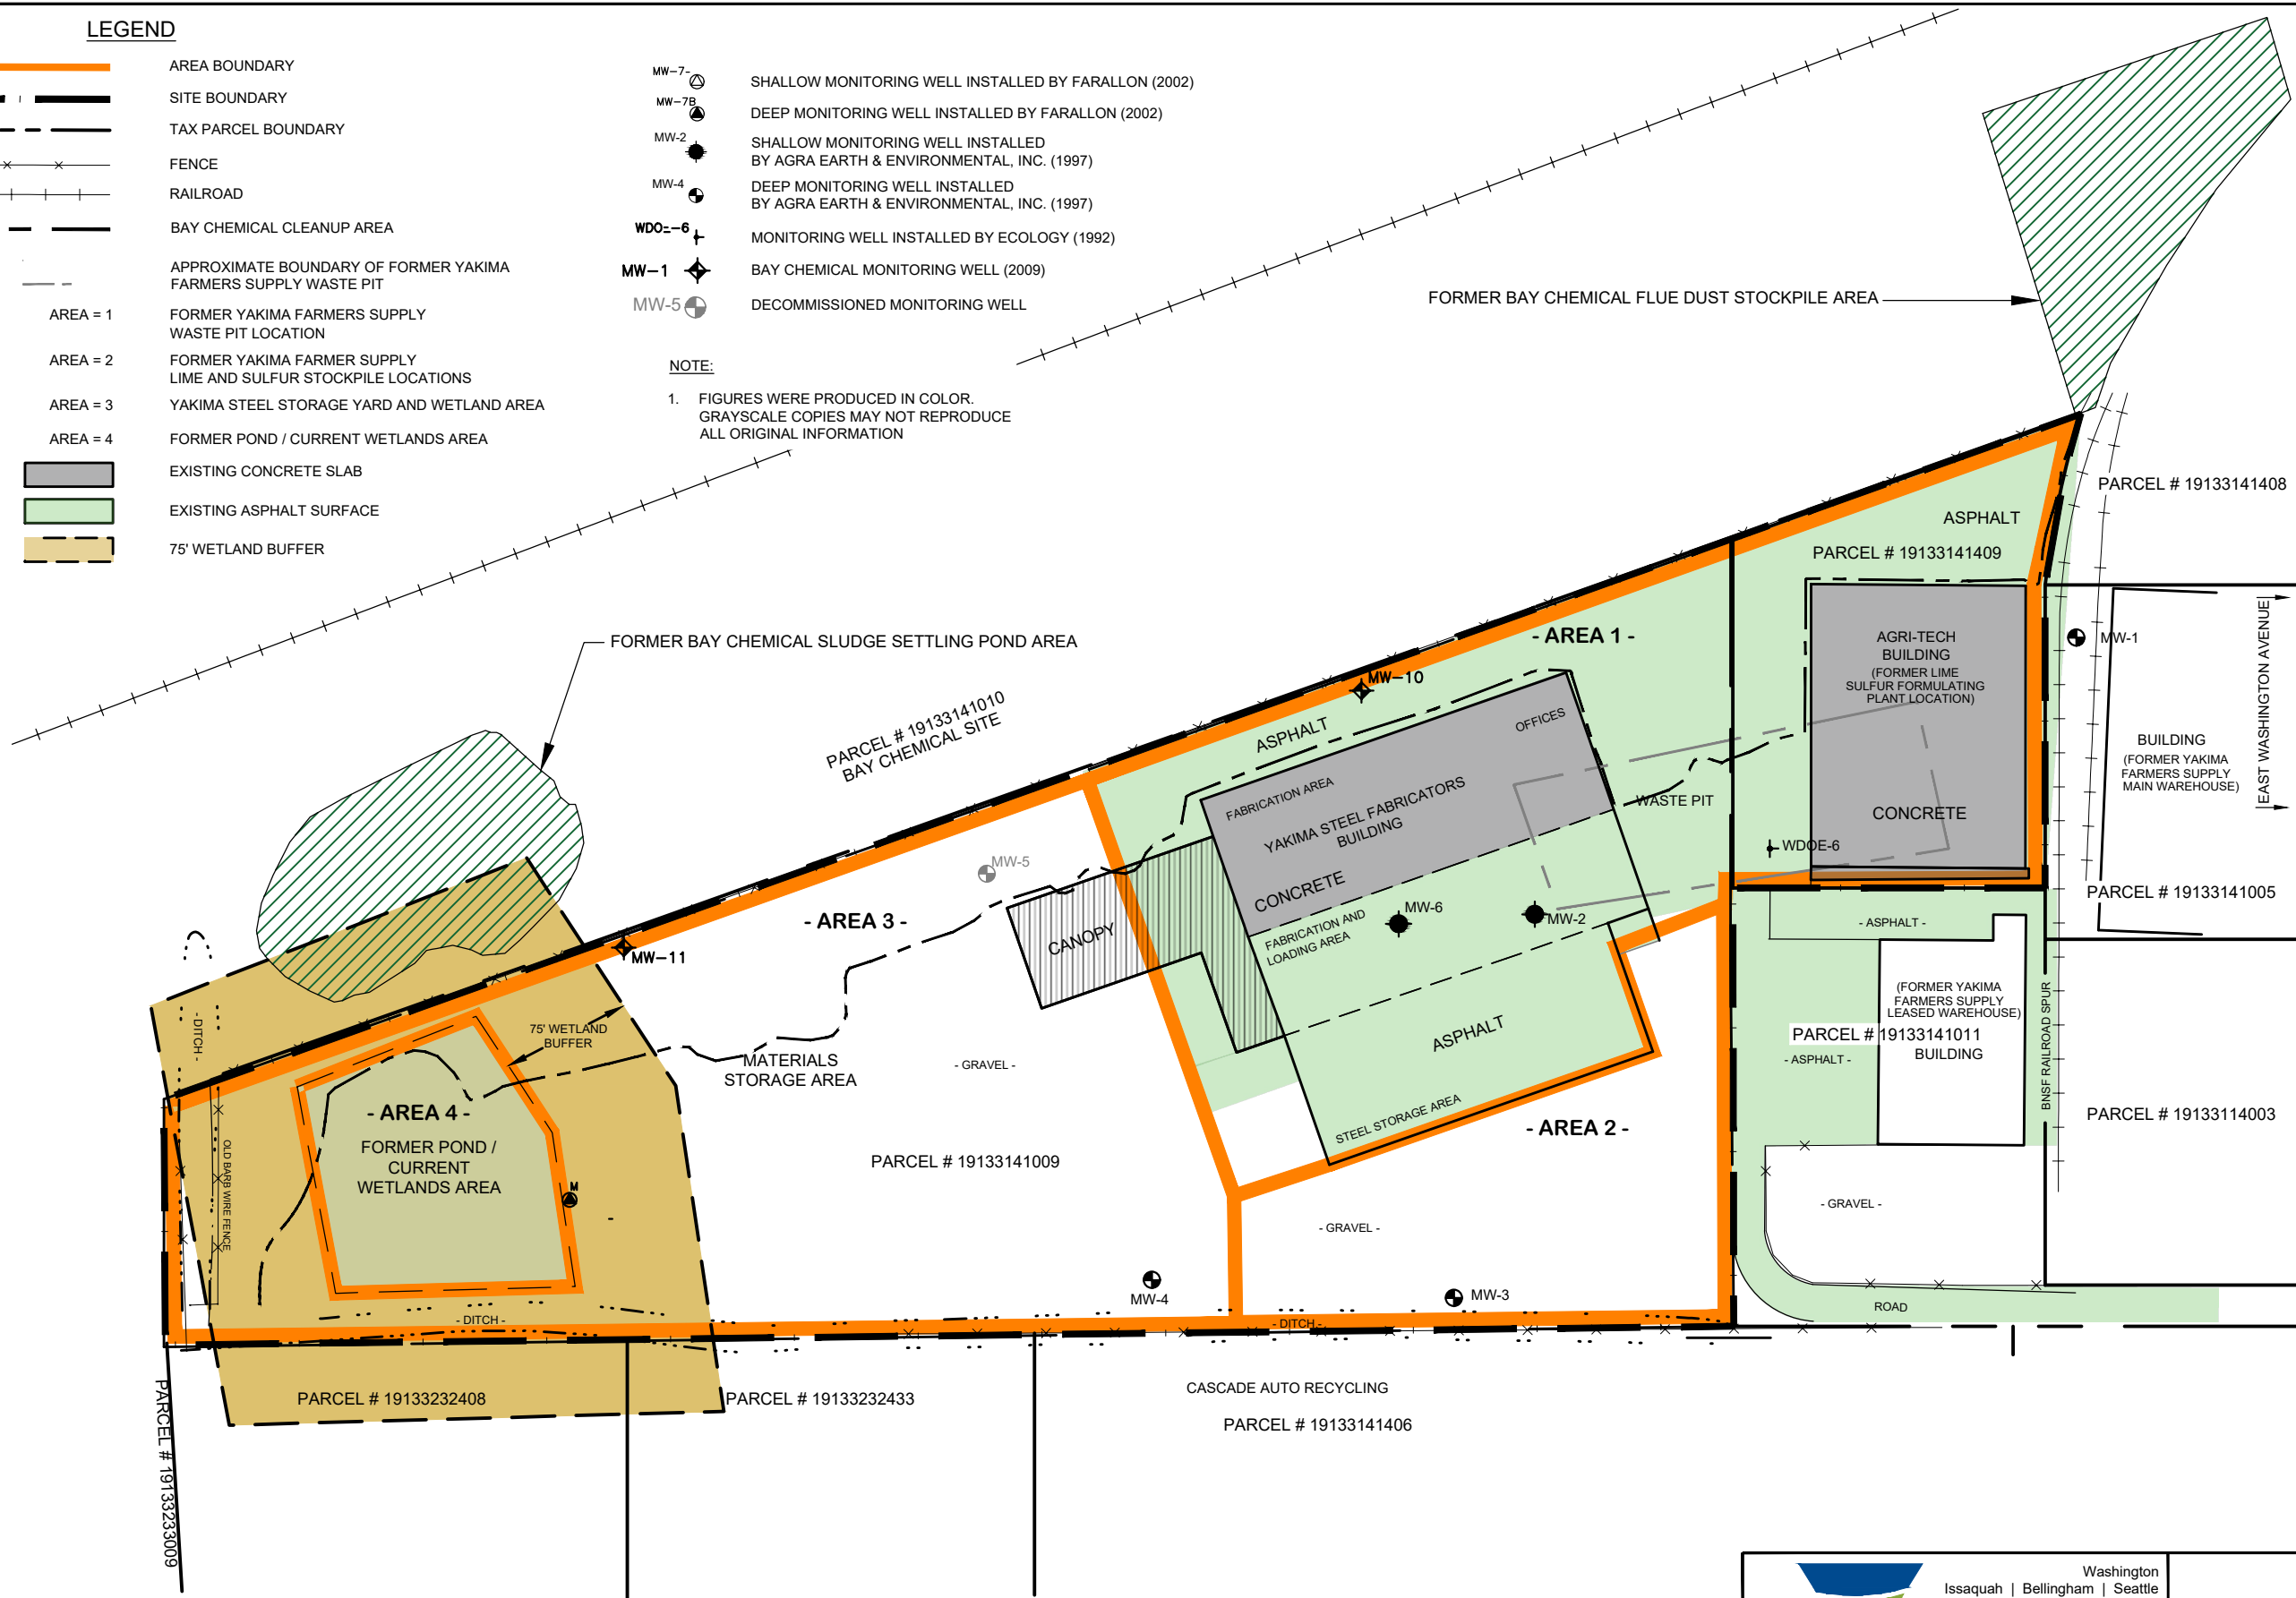 LEGEND
AREA BOUNDARY
SITE BOUNDARY
TAX PARCEL BOUNDARY
FENCE
RAILROAD
BAY CHEMICAL CLEANUP AREA
APPROXIMATE BOUNDARY OF FORMER YAKIMA
FARMERS SUPPLY WASTE PIT
AREA = 1 FORMER YAKIMA FARMERS SUPPLY
WASTE PIT LOCATION
AREA = 2 FORMER YAKIMA FARMER SUPPLY
LIME AND SULFUR STOCKPILE LOCATIONS
AREA = 3 YAKIMA STEEL STORAGE YARD AND WETLAND AREA
AREA = 4 FORMER POND / CURRENT WETLANDS AREA
EXISTING CONCRETE SLAB
EXISTING ASPHALT SURFACE
75' WETLAND BUFFER
MW-7- SHALLOW MONITORING WELL INSTALLED BY FARALLON (2002)
MW-7B DEEP MONITORING WELL INSTALLED BY FARALLON (2002)
MW-2 SHALLOW MONITORING WELL INSTALLED
BY AGRA EARTH & ENVIRONMENTAL, INC. (1997)
MW-4 DEEP MONITORING WELL INSTALLED
BY AGRA EARTH & ENVIRONMENTAL, INC. (1997)
MONITORING WELL INSTALLED BY ECOLOGY (1992)
MW-1 BAY CHEMICAL MONITORING WELL (2009)
MW-5 DECOMMISSIONED MONITORING WELL
NOTE:
1. FIGURES WERE PRODUCED IN COLOR.
GRAYSCALE COPIES MAY NOT REPRODUCE
ALL ORIGINAL INFORMATION
FORMER BAY CHEMICAL FLUE DUST STOCKPILE AREA
PARCEL # 19133141408
ASPHALT
PARCEL # 19133141409
- AREA 1 -
AGRI-TECH
BUILDING
(FORMER LIME
SULFUR FORMULATING
PLANT LOCATION)
CONCRETE
MW-1
EAST WASHINGTON AVENUE
BUILDING
(FORMER YAKIMA
FARMERS SUPPLY
MAIN WAREHOUSE)
PARCEL # 19133141005
FORMER BAY CHEMICAL SLUDGE SETTLING POND AREA
PARCEL # 19133141010
BAY CHEMICAL SITE
MW-10
ASPHALT
OFFICES
FABRICATION AREA
YAKIMA STEEL FABRICATORS
BUILDING
CONCRETE
WASTE PIT
WDOE-6
MW-5
- AREA 3 -
CANOPY
FABRICATION AND
LOADING AREA
MW-6
MW-2
- ASPHALT -
MW-11
- DITCH -
75' WETLAND
BUFFER
MATERIALS
STORAGE AREA
- GRAVEL -
ASPHALT
STEEL STORAGE AREA
- AREA 2 -
(FORMER YAKIMA
FARMERS SUPPLY
LEASED WAREHOUSE)
PARCEL # 19133141011
BUILDING
- ASPHALT -
BNSF RAILROAD SPUR
PARCEL # 19133114003
- AREA 4 -
FORMER POND /
CURRENT
WETLANDS AREA
OLD BARB WIRE FENCE
M
PARCEL # 19133141009
- GRAVEL -
- GRAVEL -
MW-4
MW-3
ROAD
- DITCH -
- DITCH -
PARCEL # 19133233009
PARCEL # 19133232408
PARCEL # 19133232433
CASCADE AUTO RECYCLING
PARCEL # 19133141406
Washington
Issaquah | Bellingham | Seattle